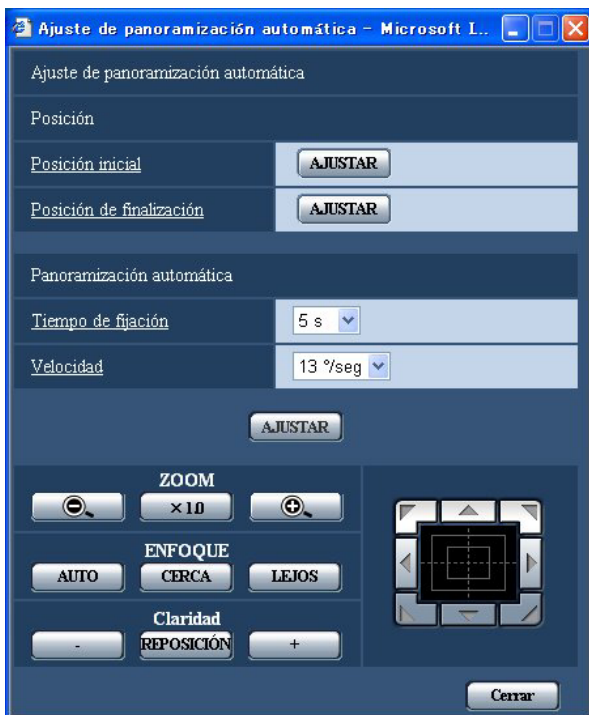 Ajuste de panoramización automática - Microsoft I..
Ajuste de panoramización automática
Posición
Posición inicial AJUSTAR
Posición de finalización AJUSTAR
Panoramización automática
Tiempo de fijación 5 s
Velocidad 13 °/seg
AJUSTAR
ZOOM
×1.0
ENFOQUE
AUTO CERCA LEJOS
Claridad
- REPOSICIÓN +
Cerrar